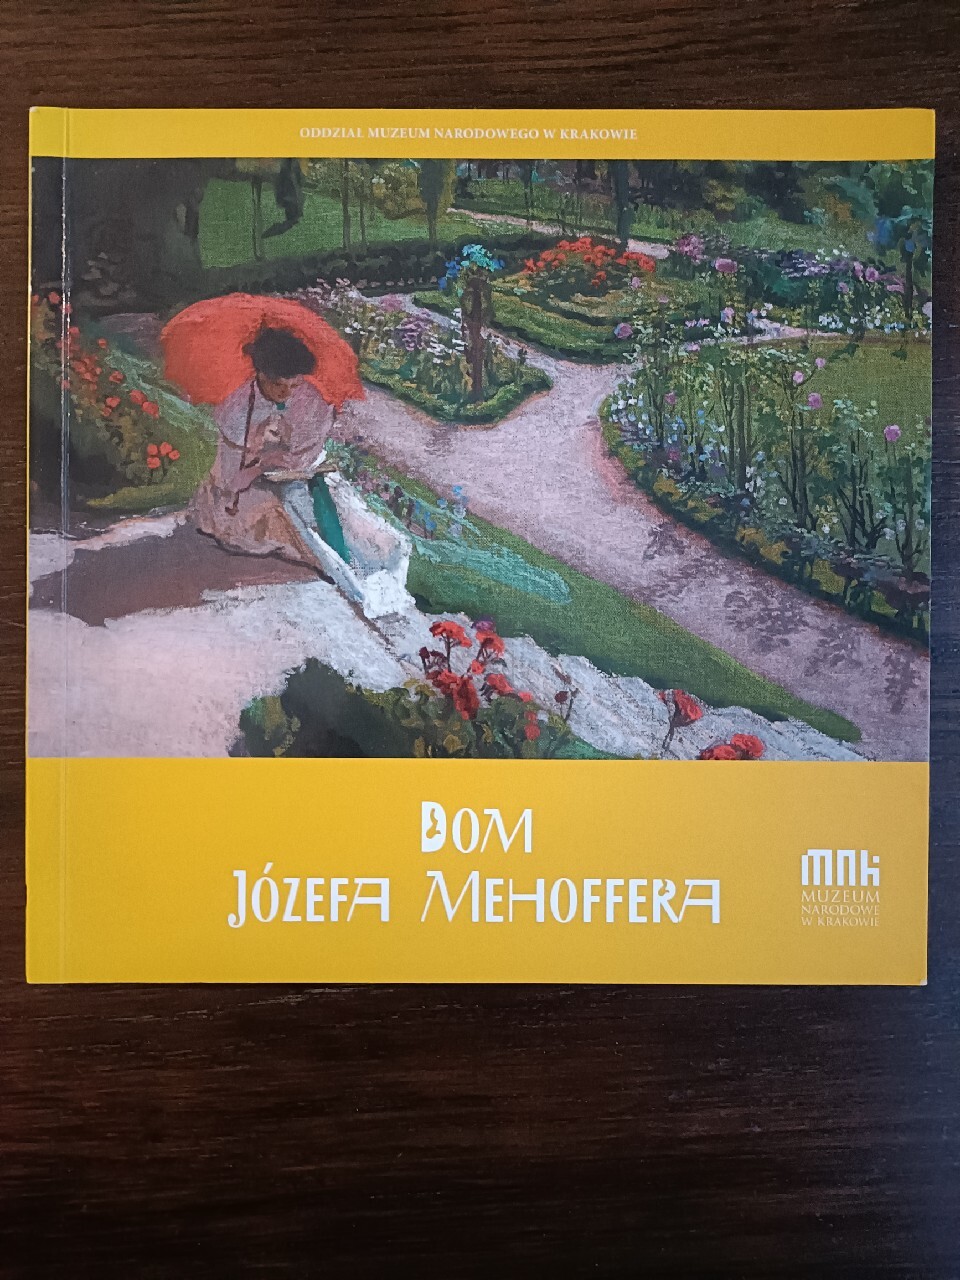 ODDZIAŁ MUZEUM NARODOWEGO W KRAKOWIE
DOM
JÓZEFA MEHOFFERA
MNK
MUZEUM
NARODOWE
W KRAKOWIE